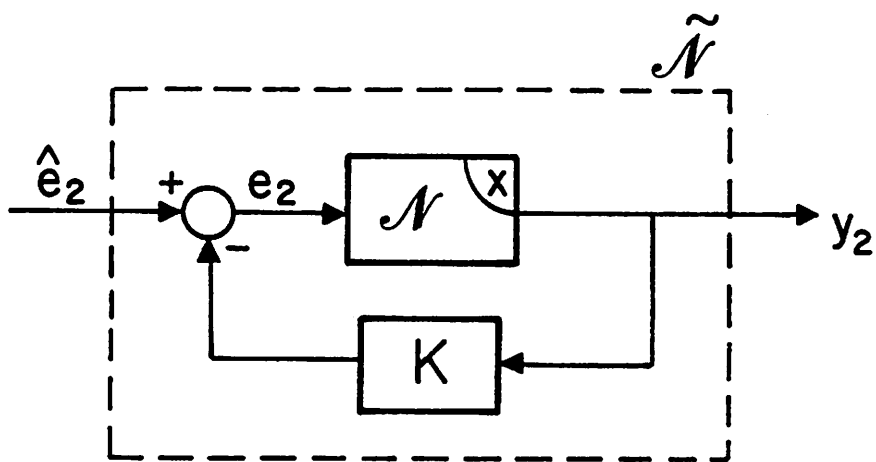 𝒩̃
ê₂
+
e₂
𝒩
x
y₂
−
K